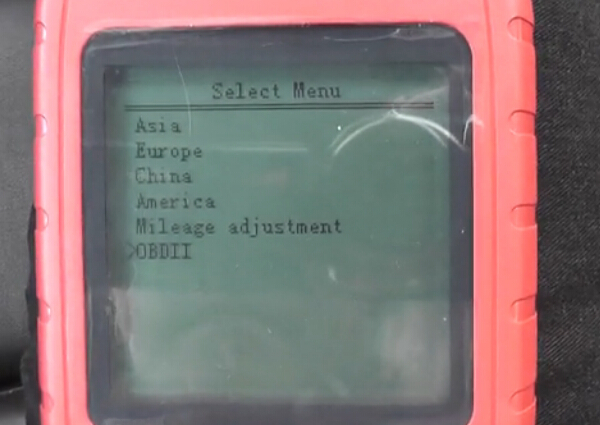 Select Menu
Asia
Europe
China
America
Mileage adjustment
>OBDII